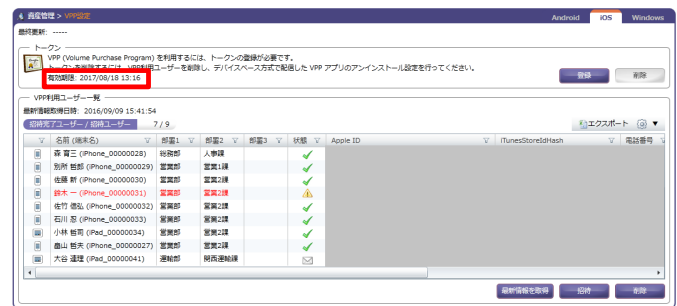 資産管理 > VPP設定
Android iOS Windows
最終更新: -----
トークン
VPP (Volume Purchase Program) を利用するには、トークンの登録が必要です。
トークンを削除するには、VPP利用ユーザーを削除し、デバイスベース方式で配信した VPP アプリのアンインストール設定を行ってください。
有効期限: 2017/08/18 13:16
登録 削除
VPP利用ユーザー一覧
最新情報取得日時: 2016/09/09 15:41:54
招待完了ユーザー / 招待ユーザー 7 / 9
エクスポート
名前 (端末名) 部署1 部署2 部署3 状態 Apple ID iTunesStoreIdHash 電話番号
森 育三 (iPhone_00000028) 総務部 人事課
別所 哲郎 (iPhone_00000029) 営業部 営業1課
佐藤 新 (iPhone_00000030) 営業部 営業2課
鈴木 一 (iPhone_00000031) 営業部 営業2課
佐竹 信弘 (iPhone_00000032) 営業部 営業2課
石川 忍 (iPhone_00000033) 営業部 営業2課
小林 哲司 (iPad_00000034) 営業部 営業2課
畠山 哲夫 (iPhone_00000027) 営業部 営業2課
大谷 達理 (iPad_00000041) 運輸部 関西運輸課
最新情報を取得 招待 削除